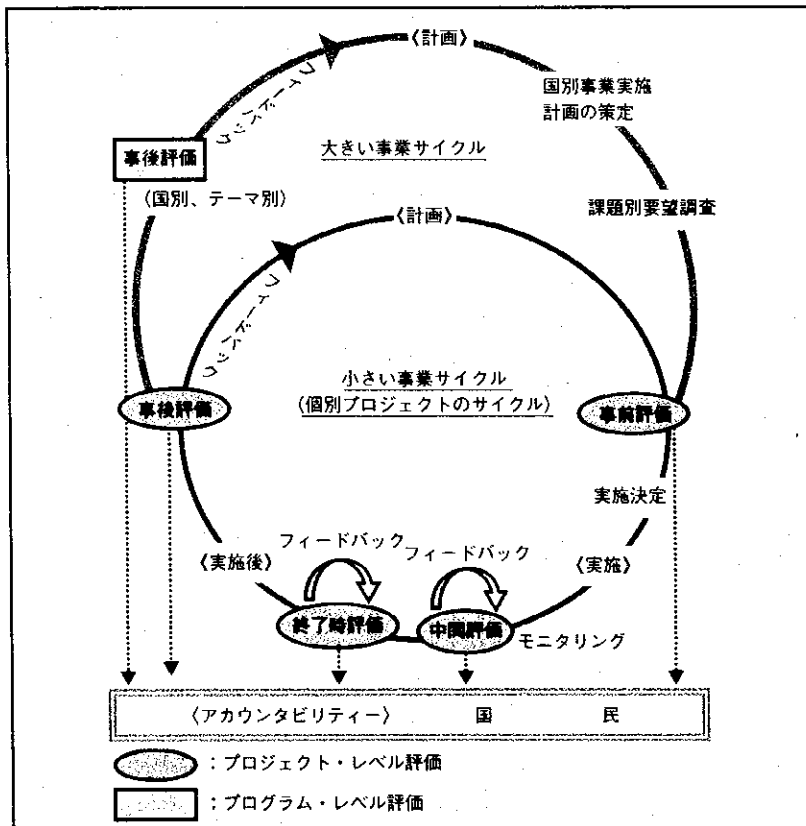 〈計画〉
フィードバック
国別事業実施
計画の策定
大きい事業サイクル
事後評価
(国別、テーマ別)
課題別要望調査
〈計画〉
フィードバック
小さい事業サイクル
(個別プロジェクトのサイクル)
事後評価
事前評価
実施決定
フィードバック
フィードバック
〈実施後〉
〈実施〉
終了時評価
中間評価
モニタリング
〈アカウンタビリティー〉 国 民
:プロジェクト・レベル評価
:プログラム・レベル評価